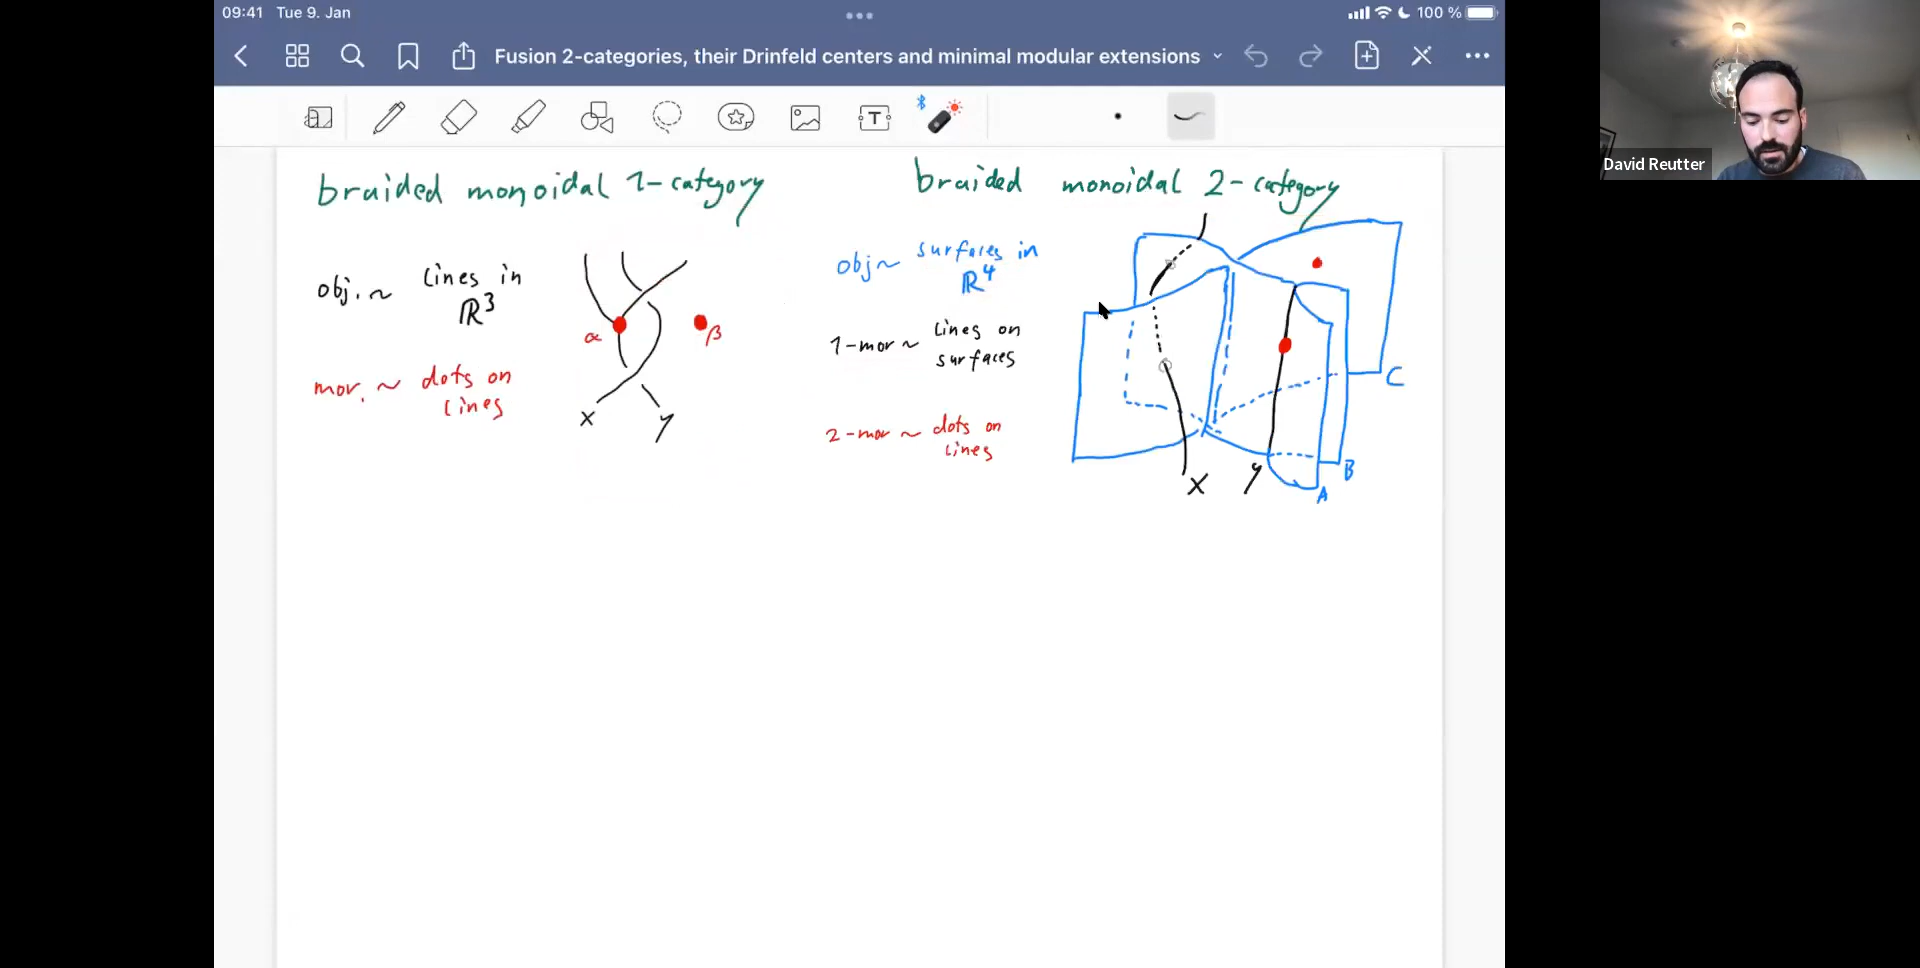 09:41 Tue 9. Jan
100 %
Fusion 2-categories, their Drinfeld centers and minimal modular extensions
David Reutter
braided monoidal 1-category
obj. ~ lines in
ℝ³
mor. ~ dots on
lines
α
β
x
y
braided monoidal 2-category
obj ~ surfaces in
ℝ⁴
1-mor ~ lines on
surfaces
2-mor ~ dots on
lines
C
B
A
X
y
T